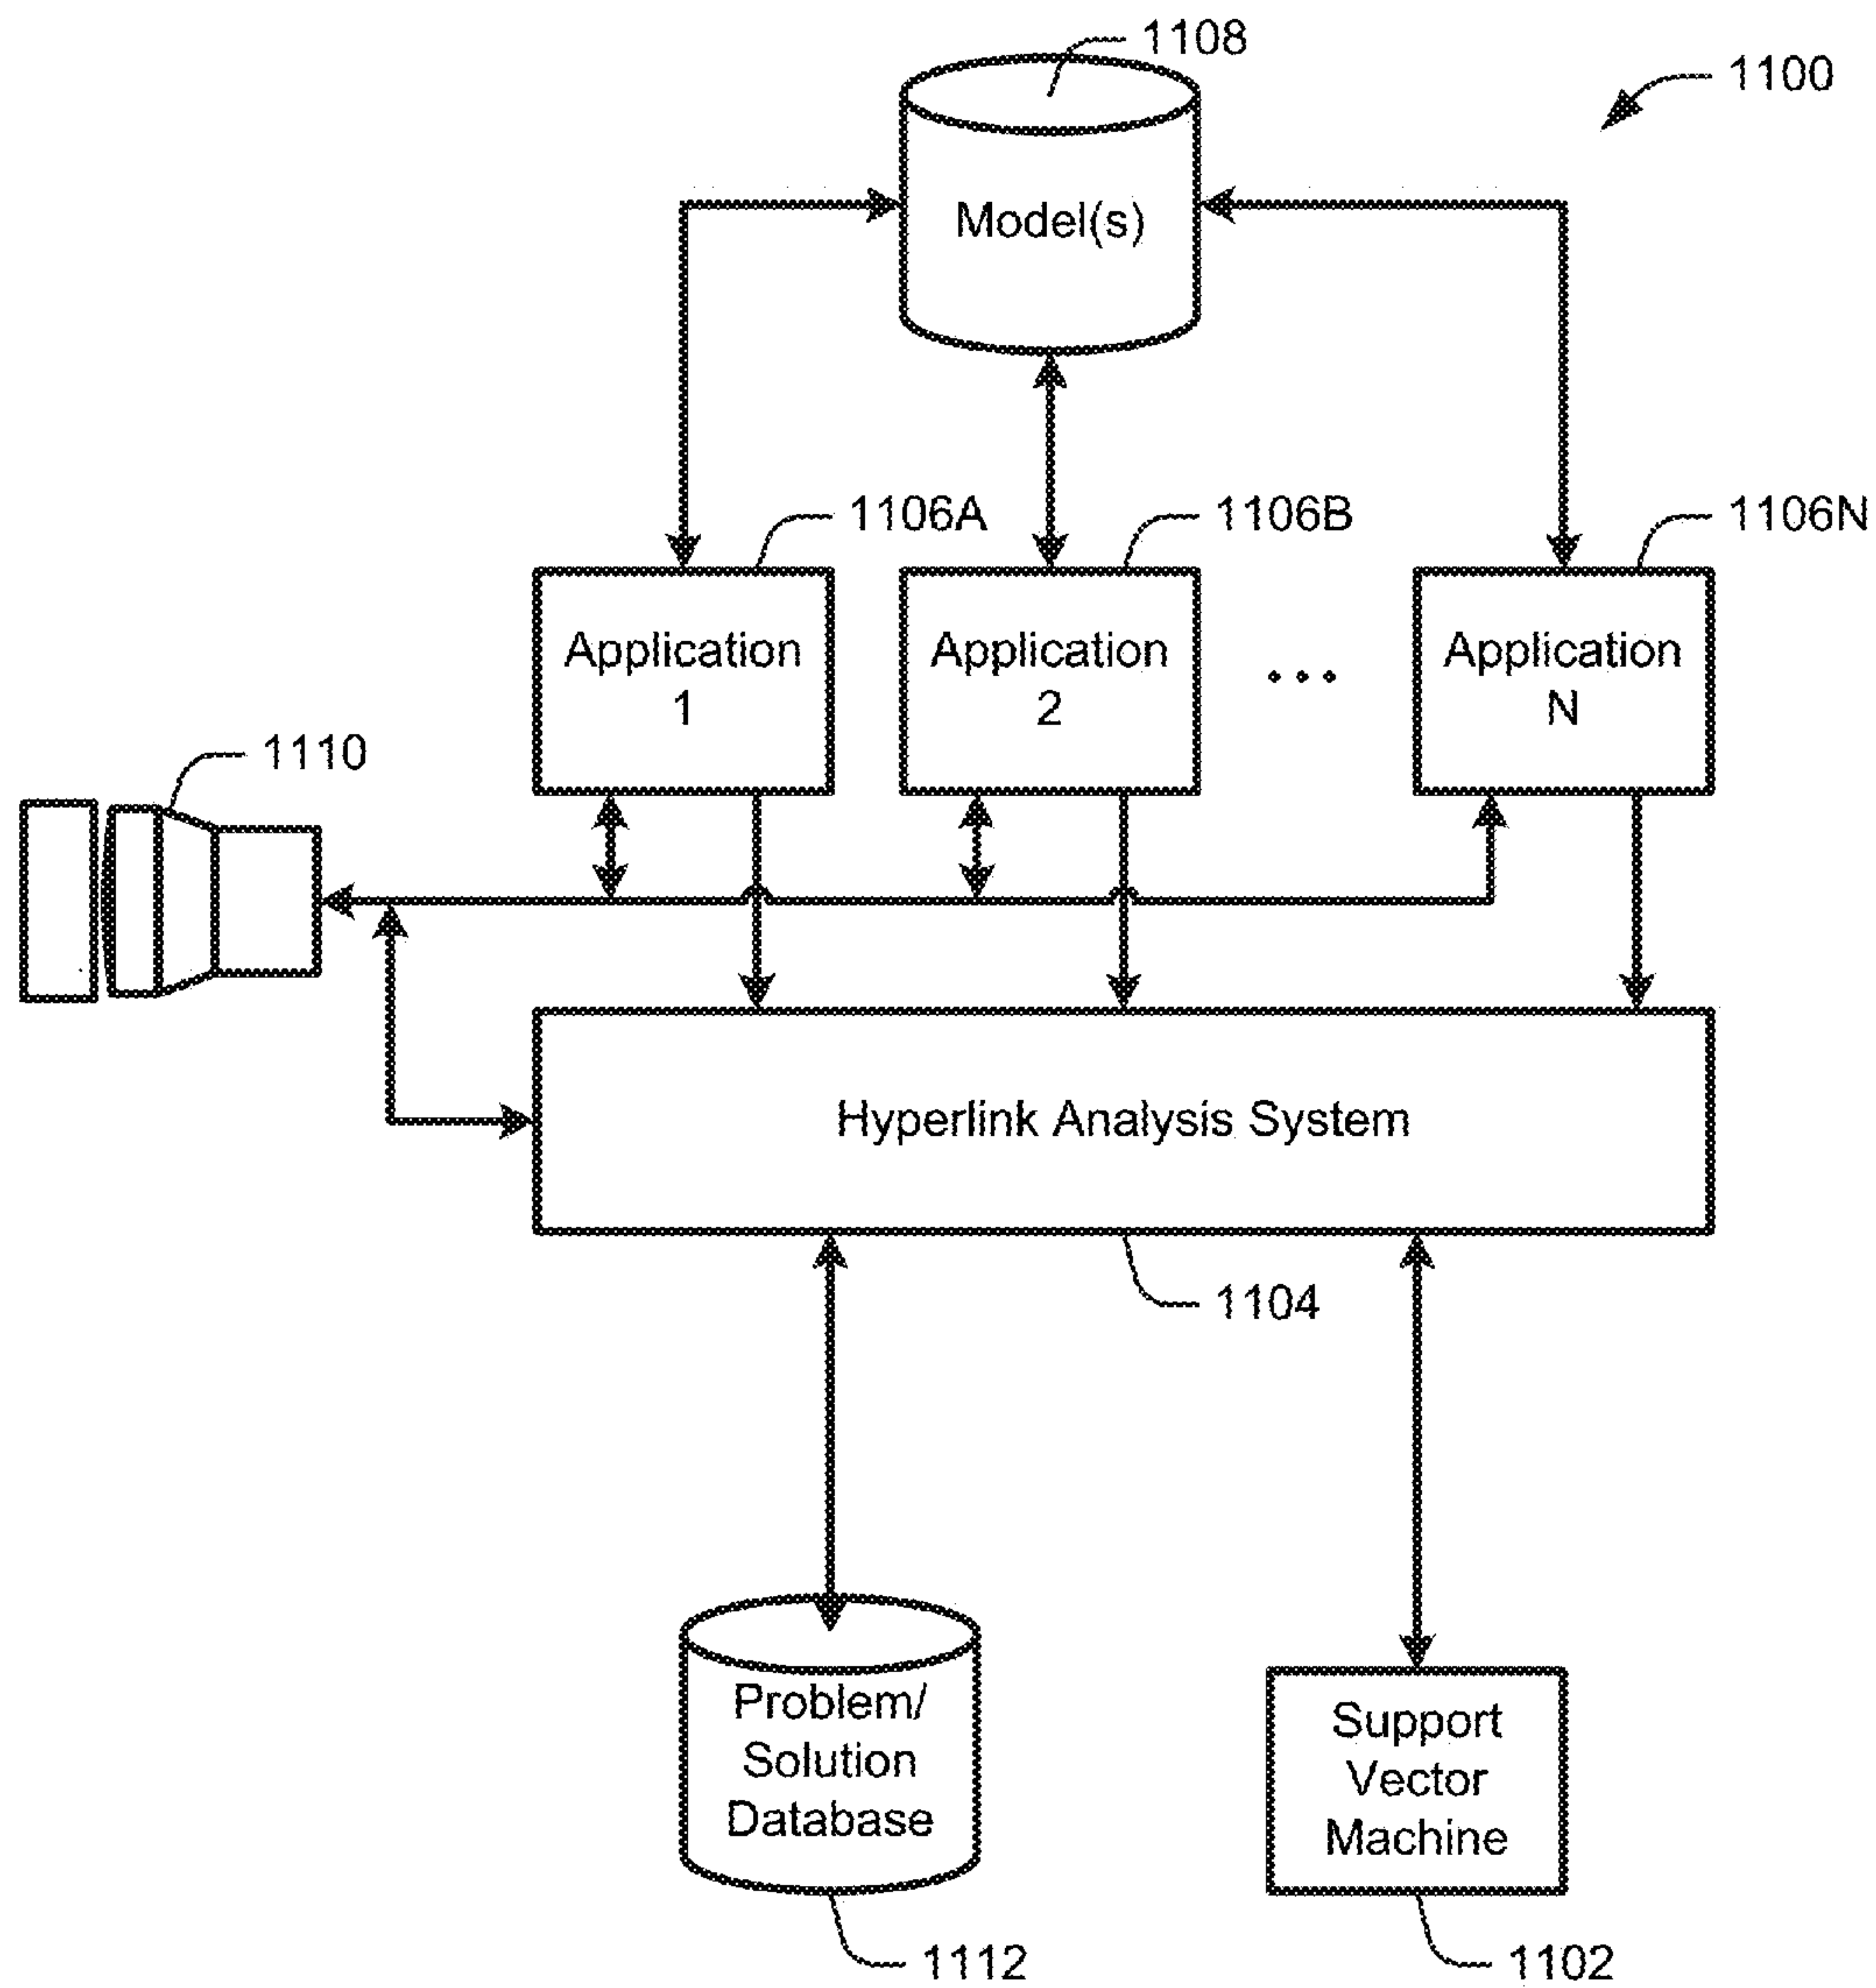 1108
1100
Model(s)
1106A
1106B
1106N
Application
1
Application
2
...
Application
N
1110
Hyperlink Analysis System
1104
Problem/
Solution
Database
Support
Vector
Machine
1112
1102